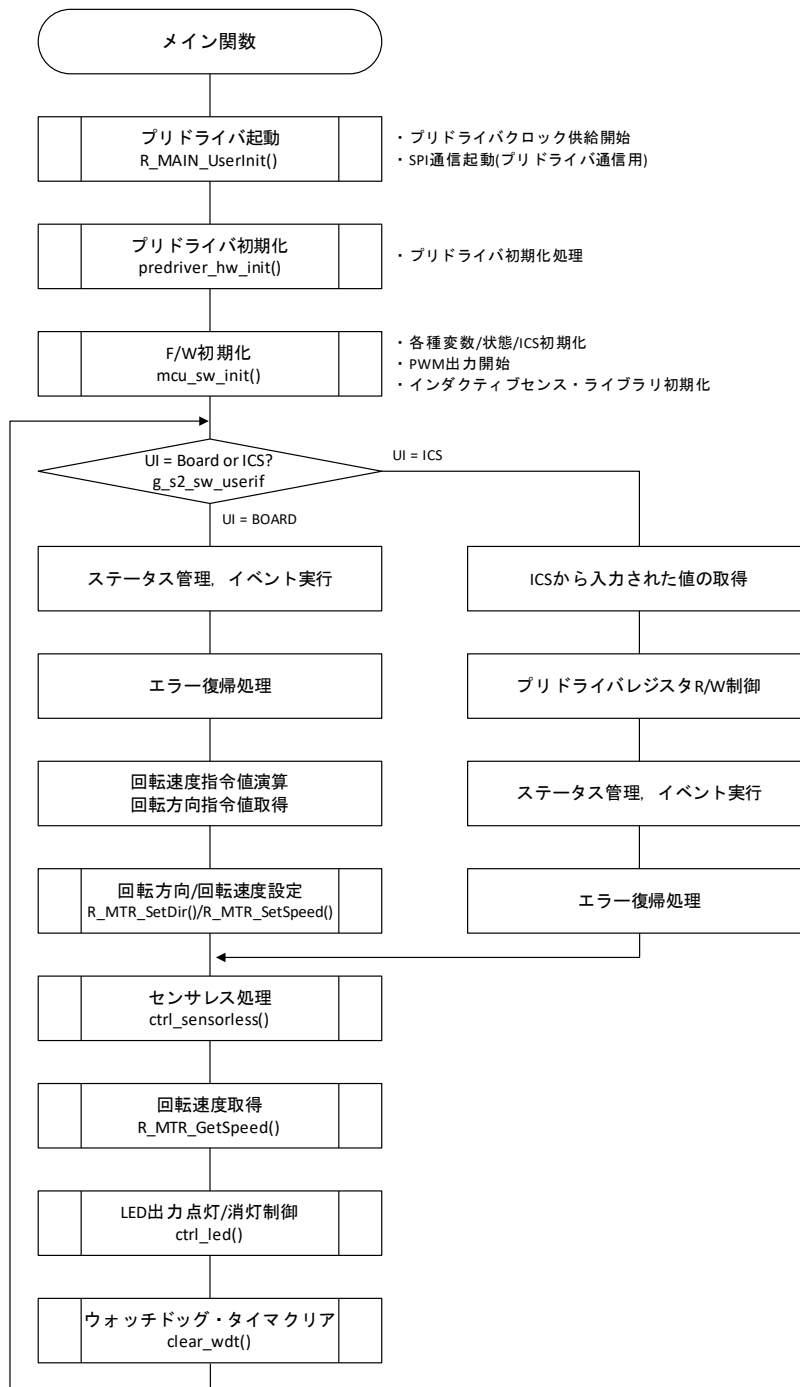 メイン関数
プリドライバ起動
R_MAIN_UserInit()
・プリドライバクロック供給開始
・SPI通信起動(プリドライバ通信用)
プリドライバ初期化
predriver_hw_init()
・プリドライバ初期化処理
F/W初期化
mcu_sw_init()
・各種変数/状態/ICS初期化
・PWM出力開始
・インダクティブセンス・ライブラリ初期化
UI = Board or ICS?
g_s2_sw_userif
UI = ICS
UI = BOARD
ステータス管理，イベント実行
エラー復帰処理
回転速度指令値演算
回転方向指令値取得
回転方向/回転速度設定
R_MTR_SetDir()/R_MTR_SetSpeed()
ICSから入力された値の取得
プリドライバレジスタR/W制御
ステータス管理，イベント実行
エラー復帰処理
センサレス処理
ctrl_sensorless()
回転速度取得
R_MTR_GetSpeed()
LED出力点灯/消灯制御
ctrl_led()
ウォッチドッグ・タイマクリア
clear_wdt()